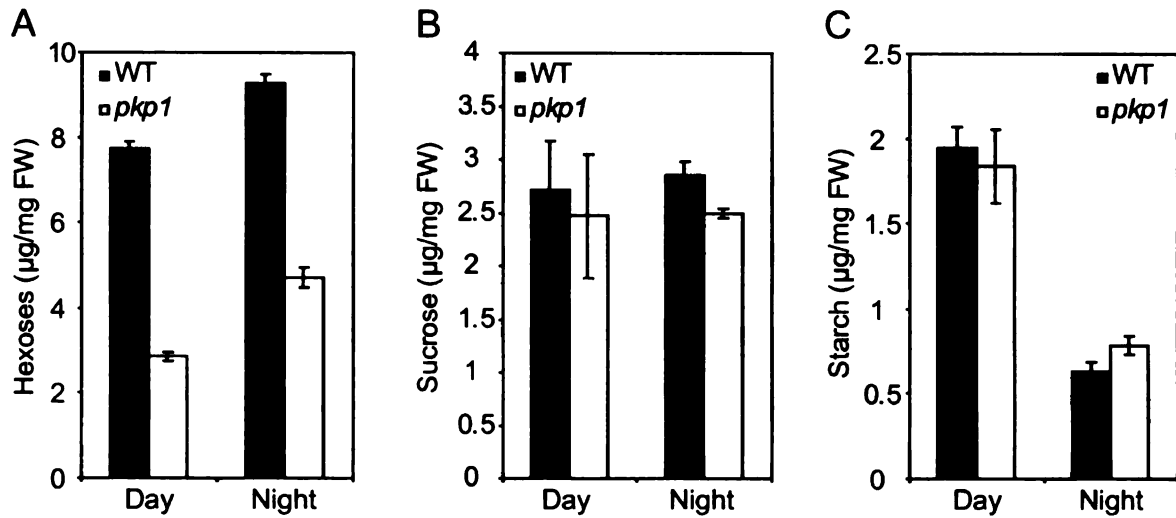 A
Hexoses (µg/mg FW)
10
8
6
4
2
0
WT
pkp1
Day
Night
B
Sucrose (µg/mg FW)
4
3.5
3
2.5
2
1.5
1
0.5
0
WT
pkp1
Day
Night
C
Starch (µg/mg FW)
2.5
2
1.5
1
0.5
0
WT
pkp1
Day
Night